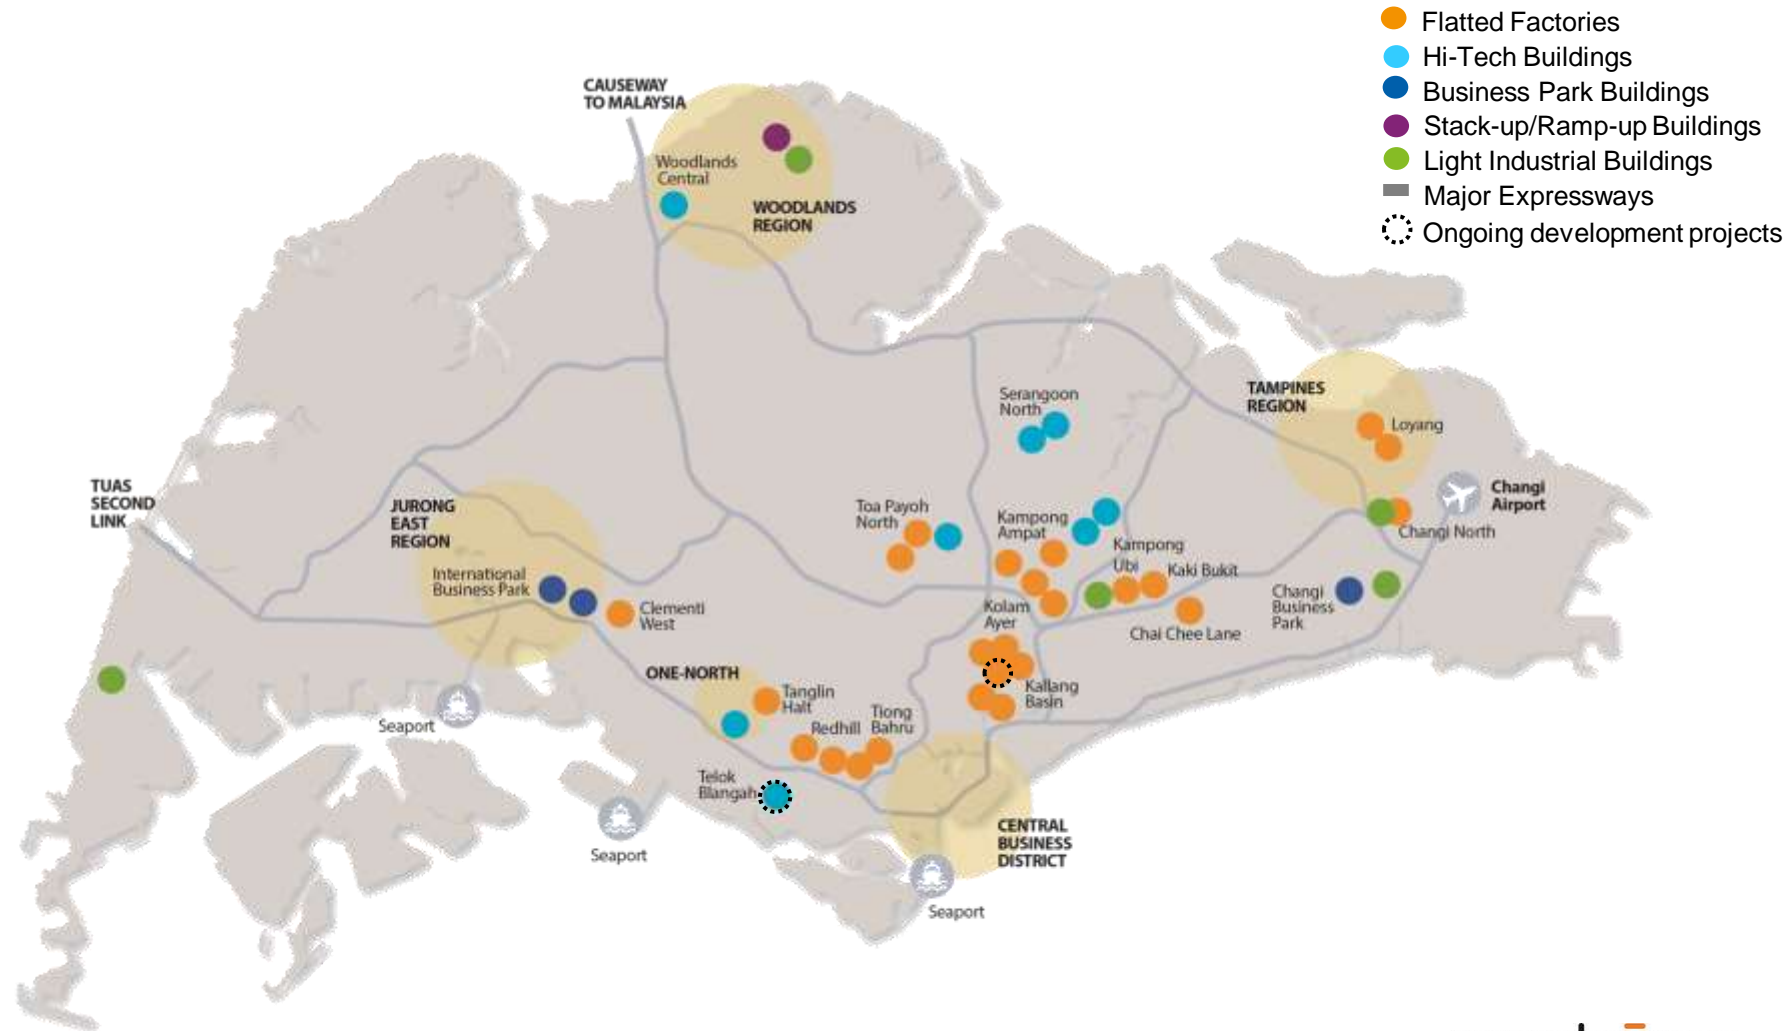 Flatted Factories
Hi-Tech Buildings
Business Park Buildings
Stack-up/Ramp-up Buildings
Light Industrial Buildings
Major Expressways
Ongoing development projects
CAUSEWAY
TO MALAYSIA
Woodlands
Central
WOODLANDS
REGION
TAMPINES
REGION
Loyang
Serangoon
North
TUAS
SECOND
LINK
JURONG
EAST
REGION
Changi
Airport
Toa Payoh
North
Kampong
Ampat
Changi North
Kampong
Ubi
Kaki Bukit
International
Business Park
Clementi
West
Kolam
Ayer
Chai Chee Lane
Changi
Business
Park
ONE-NORTH
Tanglin
Halt
Kallang
Basin
Redhill
Tiong
Bahru
Seaport
Telok
Blangah
CENTRAL
BUSINESS
DISTRICT
Seaport
Seaport